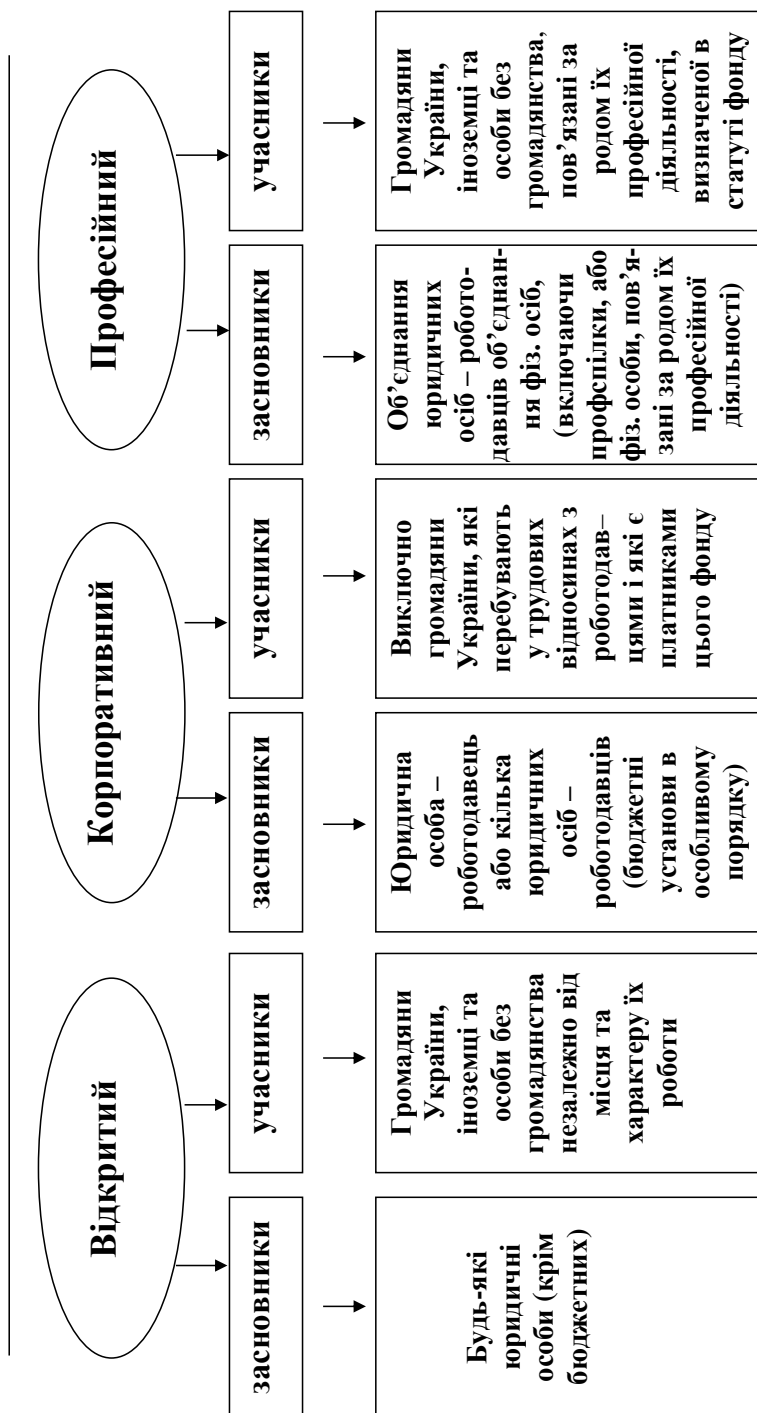 Відкритий
Корпоративний
Професійний
засновники
учасники
засновники
учасники
засновники
учасники
Будь-які
юридичні
особи (крім
бюджетних)
Громадяни
України,
іноземці та
особи без
громадянства
незалежно від
місця та
характеру їх
роботи
Юридична
особа –
роботодавець
або кілька
юридичних
осіб –
роботодавців
(бюджетні
установи в
особливому
порядку)
Виключно
громадяни
України, які
перебувають
у трудових
відносинах з
роботодав–
цями і які є
платниками
цього фонду
Об’єднання
юридичних
осіб – робото-
давців об’єднан-
ня фіз. осіб,
(включаючи
профспілки, або
фіз. особи, пов’я-
зані за родом їх
професійної
діяльності)
Громадяни
України,
іноземці та
особи без
громадянства,
пов’язані за
родом їх
професійної
діяльності,
визначеної в
статуті фонду